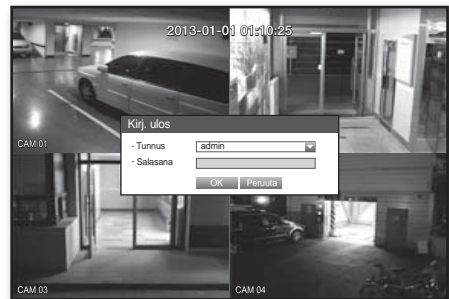 2013-01-01 01:10:25
Kirj. ulos
CAM 01
- Tunnus admin
- Salasana
OK Peruuta
CAM 03 CAM 04